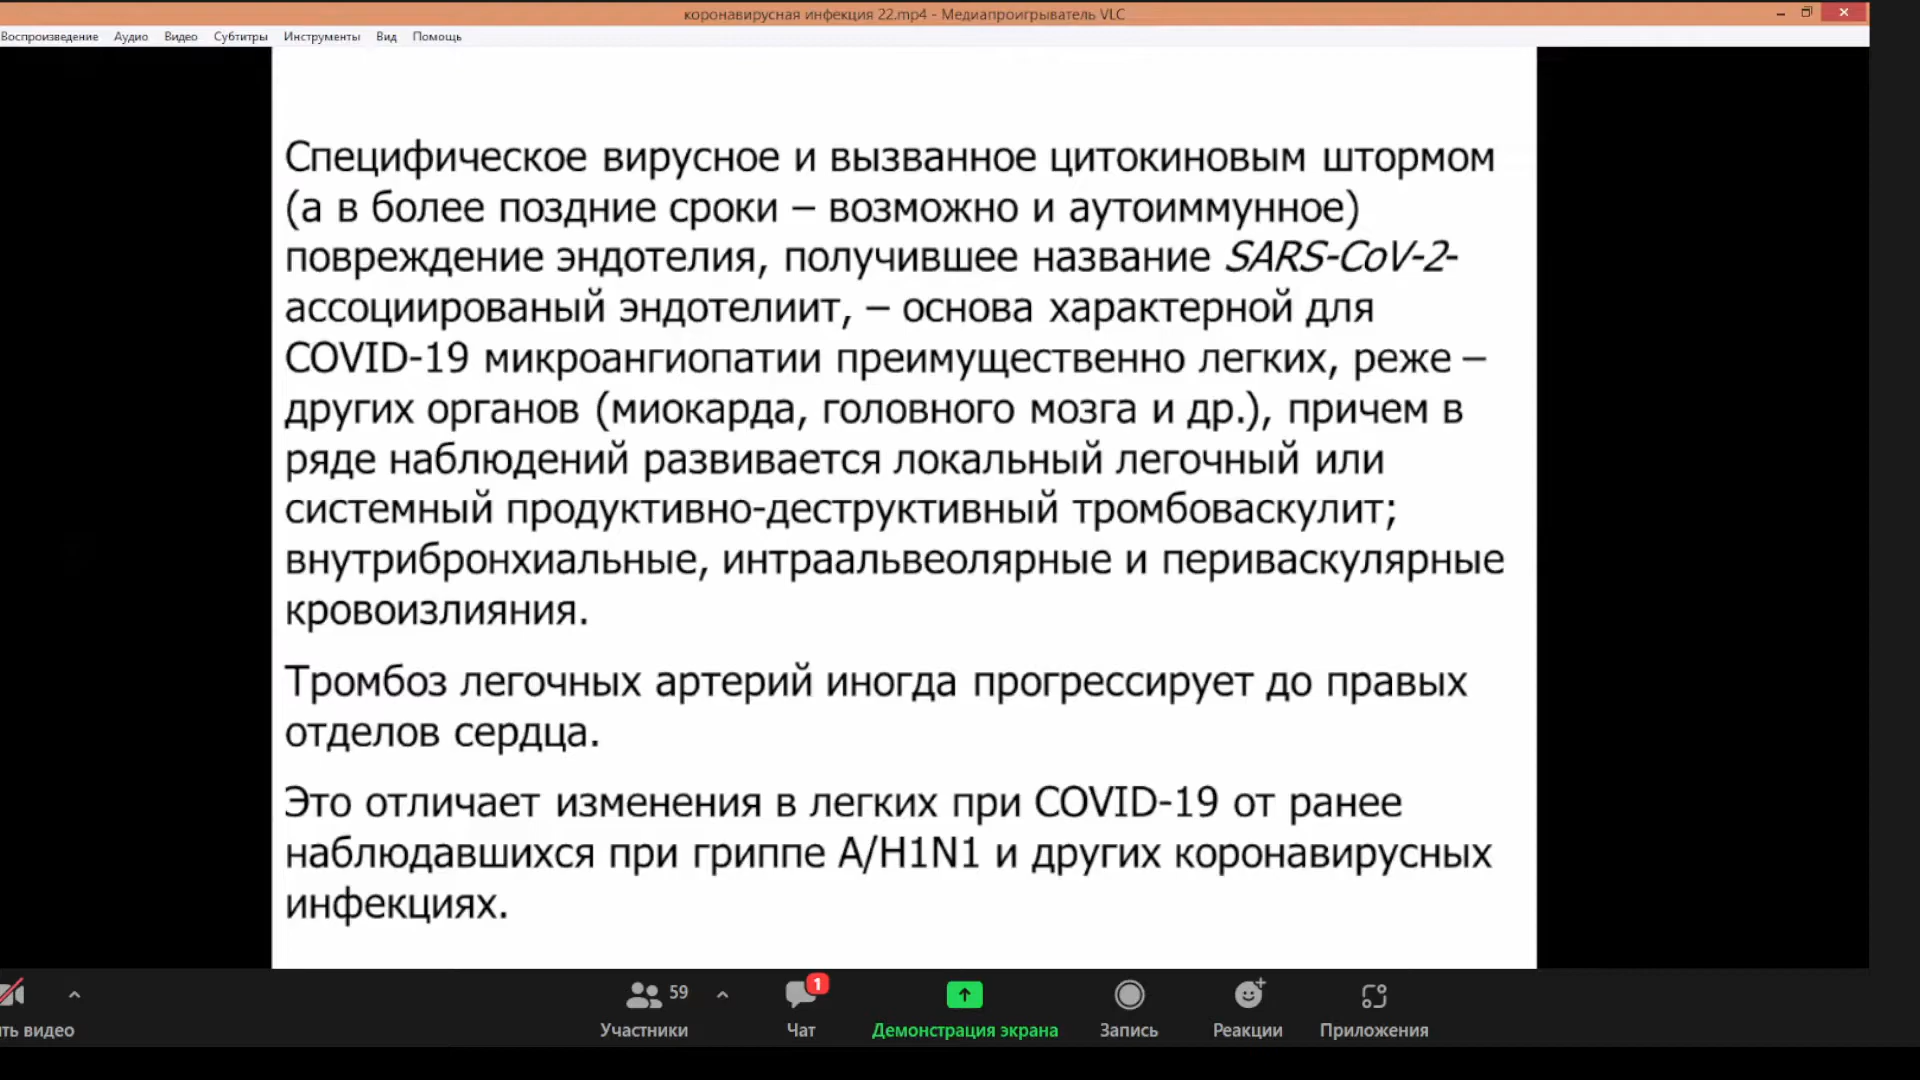 коронавирусная инфекция 22.mp4 - Медиапроигрыватель VLC
Воспроизведение Аудио Видео Субтитры Инструменты Вид Помощь
Специфическое вирусное и вызванное цитокиновым штормом
(а в более поздние сроки – возможно и аутоиммунное)
повреждение эндотелия, получившее название SARS-CoV-2-
ассоциированый эндотелиит, – основа характерной для
COVID-19 микроангиопатии преимущественно легких, реже –
других органов (миокарда, головного мозга и др.), причем в
ряде наблюдений развивается локальный легочный или
системный продуктивно-деструктивный тромбоваскулит;
внутрибронхиальные, интраальвеолярные и периваскулярные
кровоизлияния.
Тромбоз легочных артерий иногда прогрессирует до правых
отделов сердца.
Это отличает изменения в легких при COVID-19 от ранее
наблюдавшихся при гриппе A/H1N1 и других коронавирусных
инфекциях.
59 1
ть видео Участники Чат Демонстрация экрана Запись Реакции Приложения